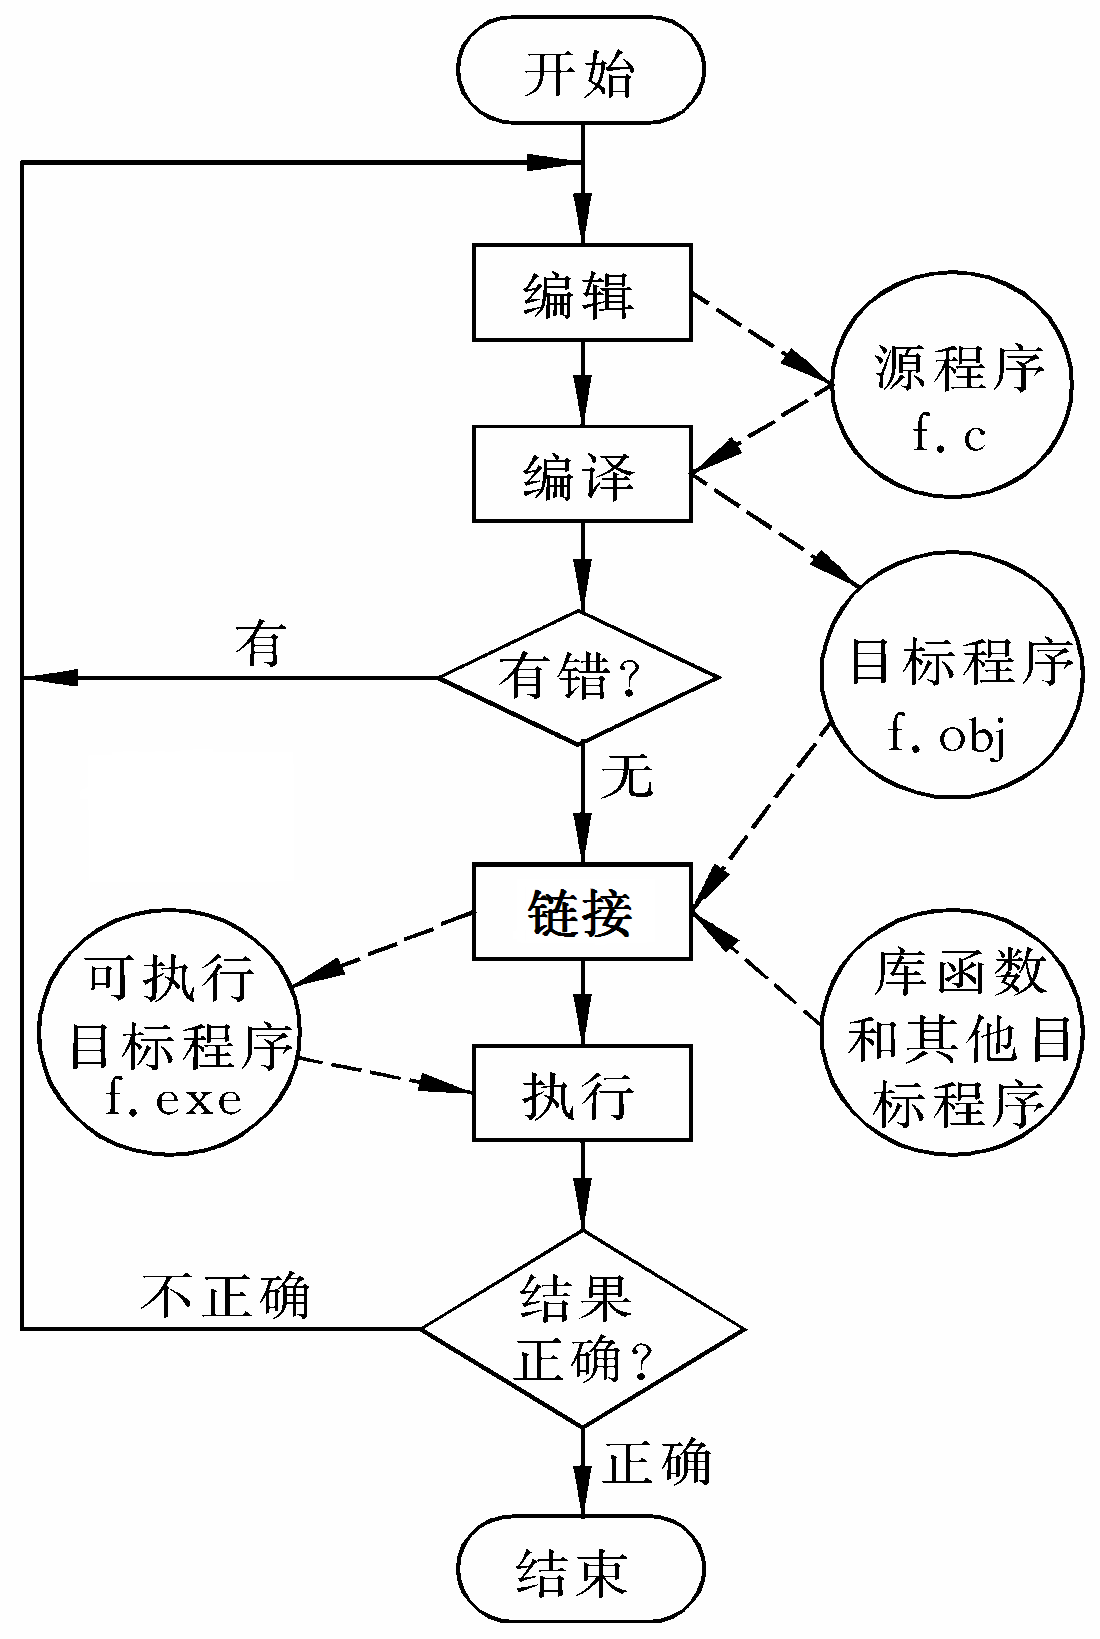 开始
编辑
源程序
f.c
编译
有
有错?
目标程序
f.obj
无
链接
可执行
目标程序
f.exe
库函数
和其他目
标程序
执行
不正确
结果
正确?
正确
结束